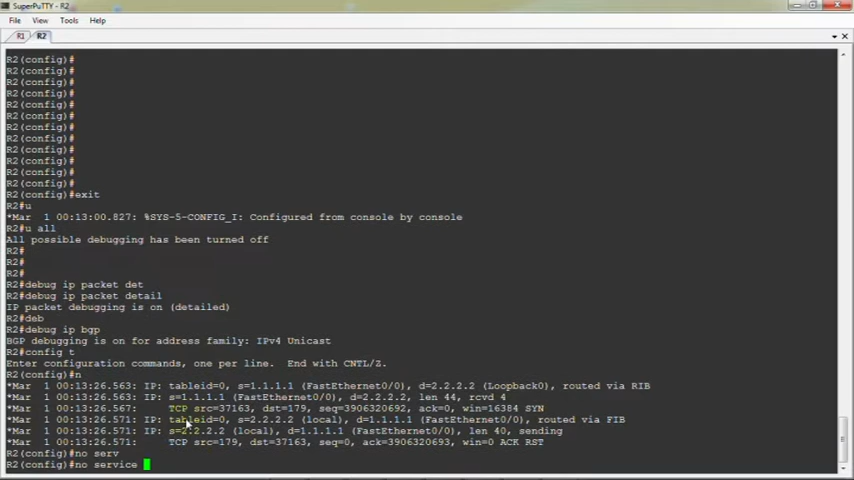 SuperPuTTY - R2
File View Tools Help
R1 R2
R2(config)#
R2(config)#
R2(config)#
R2(config)#
R2(config)#
R2(config)#
R2(config)#
R2(config)#
R2(config)#
R2(config)#
R2(config)#
R2(config)#
R2(config)#exit
R2#u
*Mar  1 00:13:00.827: %SYS-5-CONFIG_I: Configured from console by console
R2#u all
All possible debugging has been turned off
R2#
R2#
R2#
R2#debug ip packet det
R2#debug ip packet detail
IP packet debugging is on (detailed)
R2#deb
R2#debug ip bgp
BGP debugging is on for address family: IPv4 Unicast
R2#config t
Enter configuration commands, one per line.  End with CNTL/Z.
R2(config)#n
*Mar  1 00:13:26.563: IP: tableid=0, s=1.1.1.1 (FastEthernet0/0), d=2.2.2.2 (Loopback0), routed via RIB
*Mar  1 00:13:26.563: IP: s=1.1.1.1 (FastEthernet0/0), d=2.2.2.2, len 44, rcvd 4
*Mar  1 00:13:26.567:     TCP src=37163, dst=179, seq=3906320692, ack=0, win=16384 SYN
*Mar  1 00:13:26.571: IP: tableid=0, s=2.2.2.2 (local), d=1.1.1.1 (FastEthernet0/0), routed via FIB
*Mar  1 00:13:26.571: IP: s=2.2.2.2 (local), d=1.1.1.1 (FastEthernet0/0), len 40, sending
*Mar  1 00:13:26.571:     TCP src=179, dst=37163, seq=0, ack=3906320693, win=0 ACK RST
R2(config)#no serv
R2(config)#no service